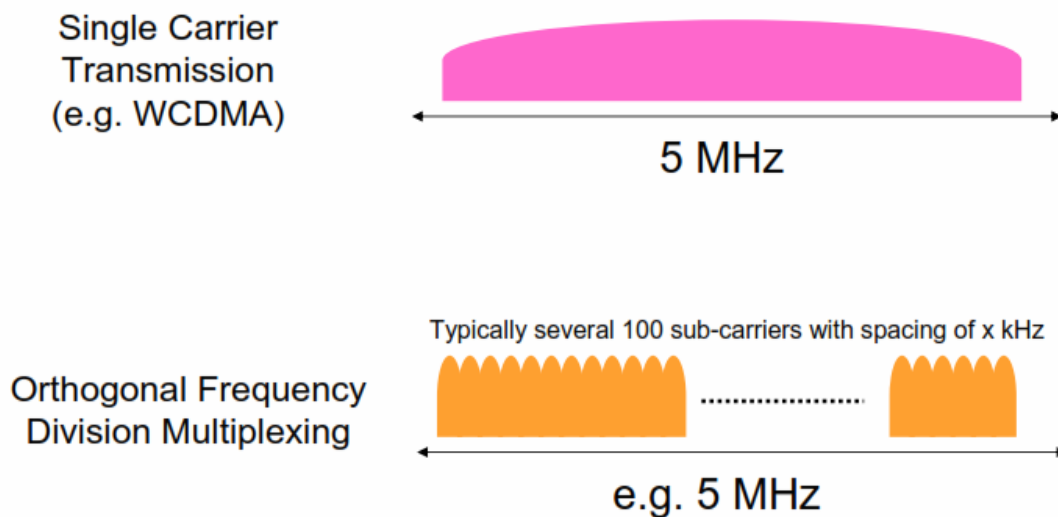 Single Carrier
Transmission
(e.g. WCDMA)
5 MHz
Typically several 100 sub-carriers with spacing of x kHz
Orthogonal Frequency
Division Multiplexing
e.g. 5 MHz